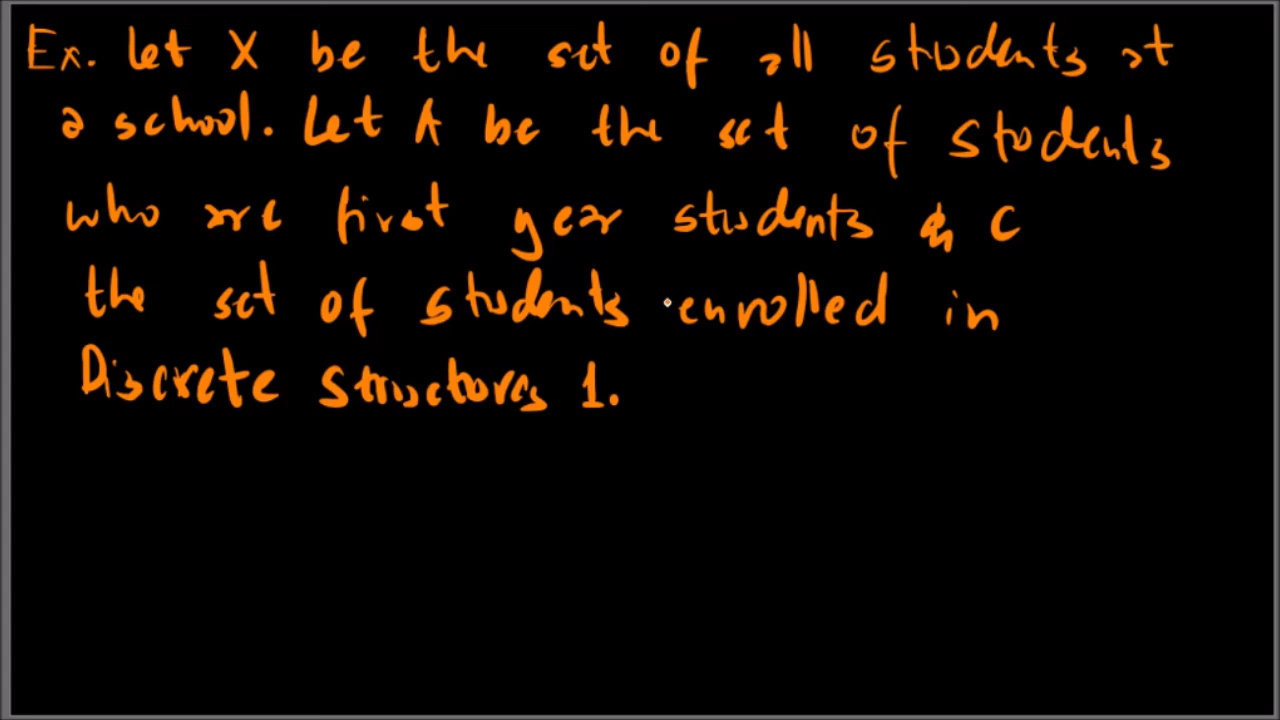 Ex. Let X be the set of all students at
a school. Let A be the set of students
who are first year students & C
the set of students enrolled in
Discrete Structures 1.